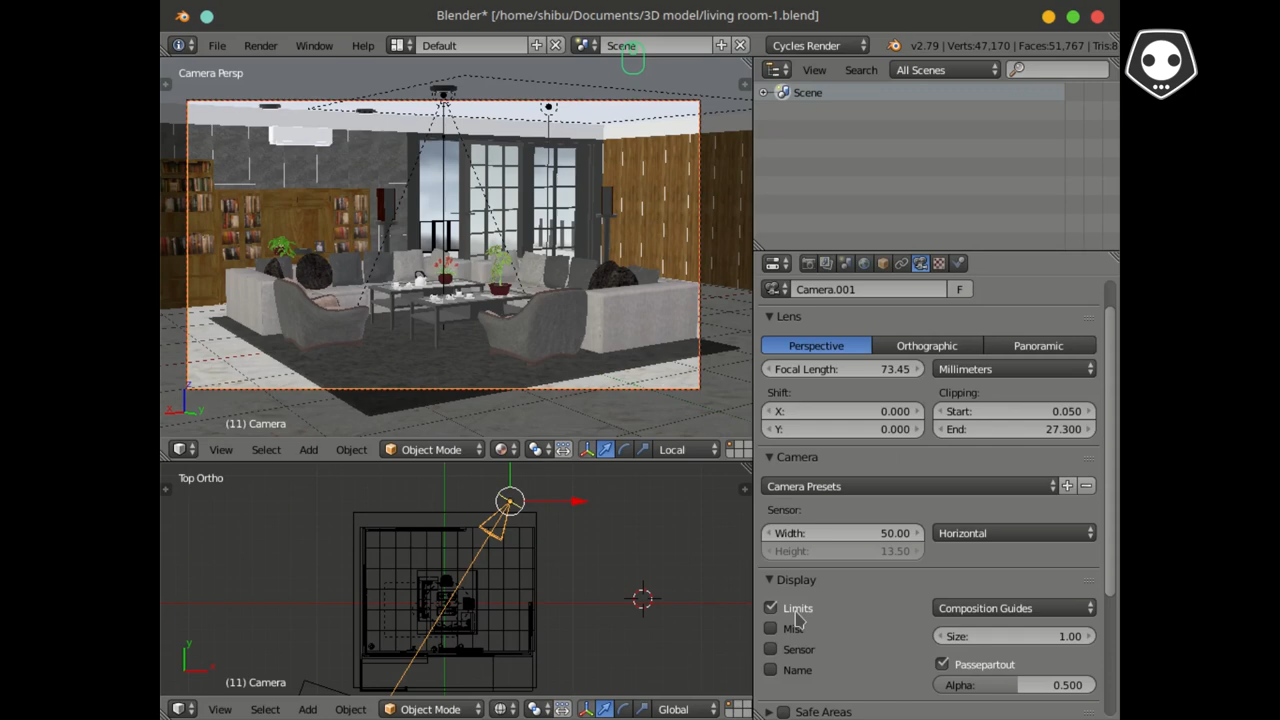 Blender* [/home/shibu/Documents/3D model/living room-1.blend]
File Render Window Help Default Scene Cycles Render v2.79 | Verts:47,170 | Faces:51,767 | Tris:8
Camera Persp
View Search All Scenes
Scene
Camera.001 F
Lens
Perspective Orthographic Panoramic
Focal Length: 73.45 Millimeters
Shift: Clipping:
X: 0.000 Start: 0.050
Y: 0.000 End: 27.300
z
x y
(11) Camera
View Select Add Object Object Mode Local
Camera
Camera Presets
Sensor:
Width: 50.00 Horizontal
Height: 13.50
Top Ortho
Display
Limits Composition Guides
Mist Size: 1.00
Sensor Passepartout
Name Alpha: 0.500
y
x
(11) Camera
View Select Add Object Object Mode Global
Safe Areas